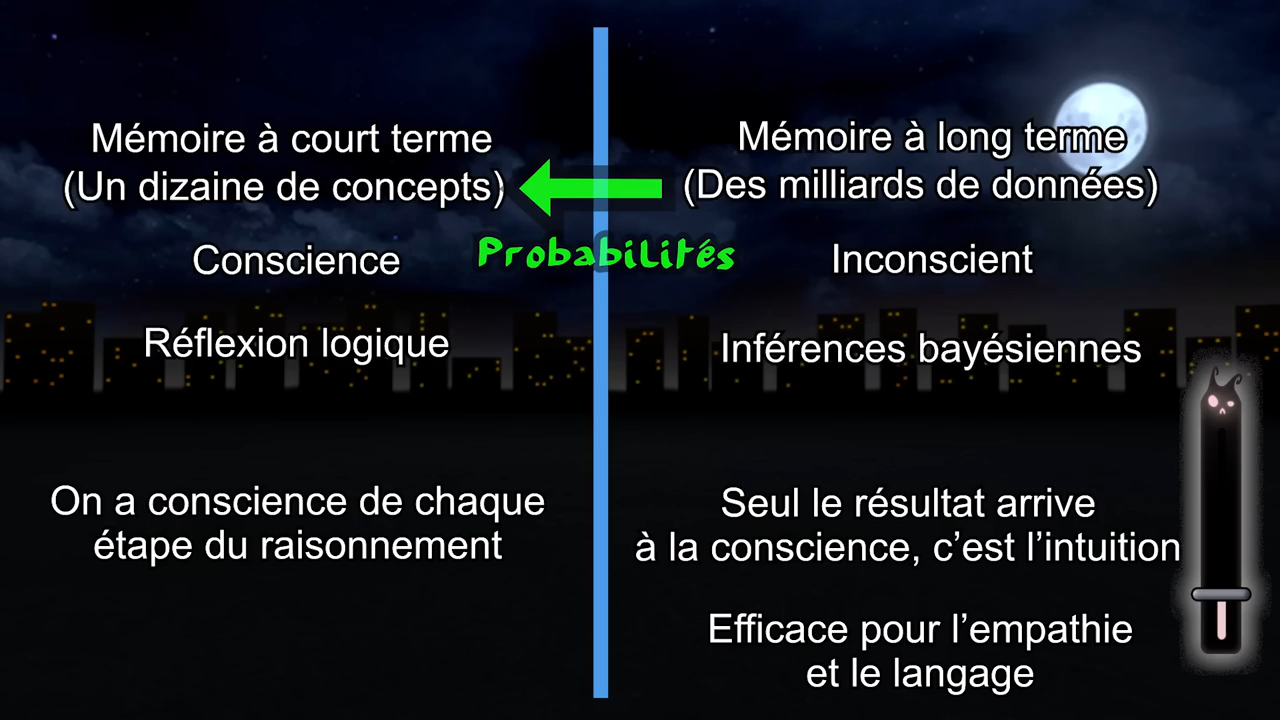 Mémoire à court terme
(Un dizaine de concepts)
Conscience
Réflexion logique
On a conscience de chaque
étape du raisonnement
Probabilités
Mémoire à long terme
(Des milliards de données)
Inconscient
Inférences bayésiennes
Seul le résultat arrive
à la conscience, c’est l’intuition
Efficace pour l’empathie
et le langage